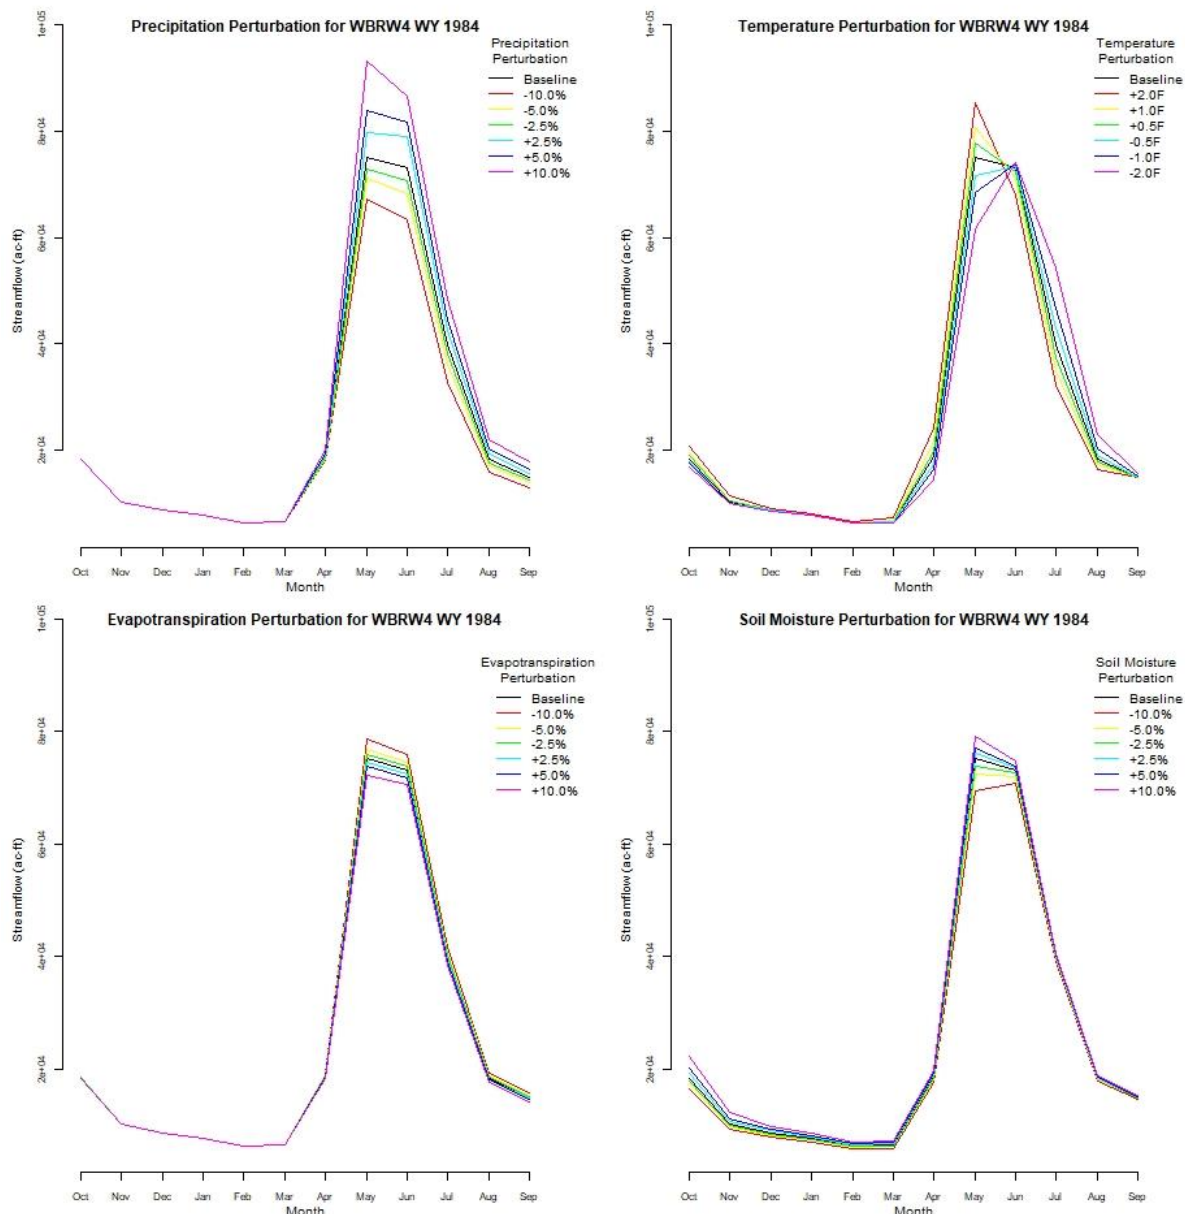 Precipitation Perturbation for WBRW4 WY 1984
Precipitation
Perturbation
Baseline
-10.0%
-5.0%
-2.5%
+2.5%
+5.0%
+10.0%
1e+05
8e+04
6e+04
4e+04
2e+04
Streamflow (ac-ft)
Oct Nov Dec Jan Feb Mar Apr May Jun Jul Aug Sep
Month
Temperature Perturbation for WBRW4 WY 1984
Temperature
Perturbation
Baseline
+2.0F
+1.0F
+0.5F
-0.5F
-1.0F
-2.0F
1e+05
8e+04
6e+04
4e+04
2e+04
Streamflow (ac-ft)
Oct Nov Dec Jan Feb Mar Apr May Jun Jul Aug Sep
Month
Evapotranspiration Perturbation for WBRW4 WY 1984
Evapotranspiration
Perturbation
Baseline
-10.0%
-5.0%
-2.5%
+2.5%
+5.0%
+10.0%
1e+05
8e+04
6e+04
4e+04
2e+04
Streamflow (ac-ft)
Oct Nov Dec Jan Feb Mar Apr May Jun Jul Aug Sep
Month
Soil Moisture Perturbation for WBRW4 WY 1984
Soil Moisture
Perturbation
Baseline
-10.0%
-5.0%
-2.5%
+2.5%
+5.0%
+10.0%
1e+05
8e+04
6e+04
4e+04
2e+04
Streamflow (ac-ft)
Oct Nov Dec Jan Feb Mar Apr May Jun Jul Aug Sep
Month